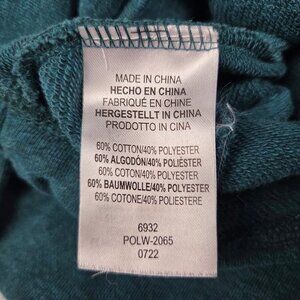 MADE IN CHINA
HECHO EN CHINA
FABRIQUÉ EN CHINE
HERGESTELLT IN CHINA
PRODOTTO IN CINA
60% COTTON/40% POLYESTER
60% ALGODÓN/40% POLIÉSTER
60% COTON/40% POLYESTER
60% BAUMWOLLE/40% POLYESTER
60% COTONE/40% POLIESTERE
6932
POLW-2065
0722